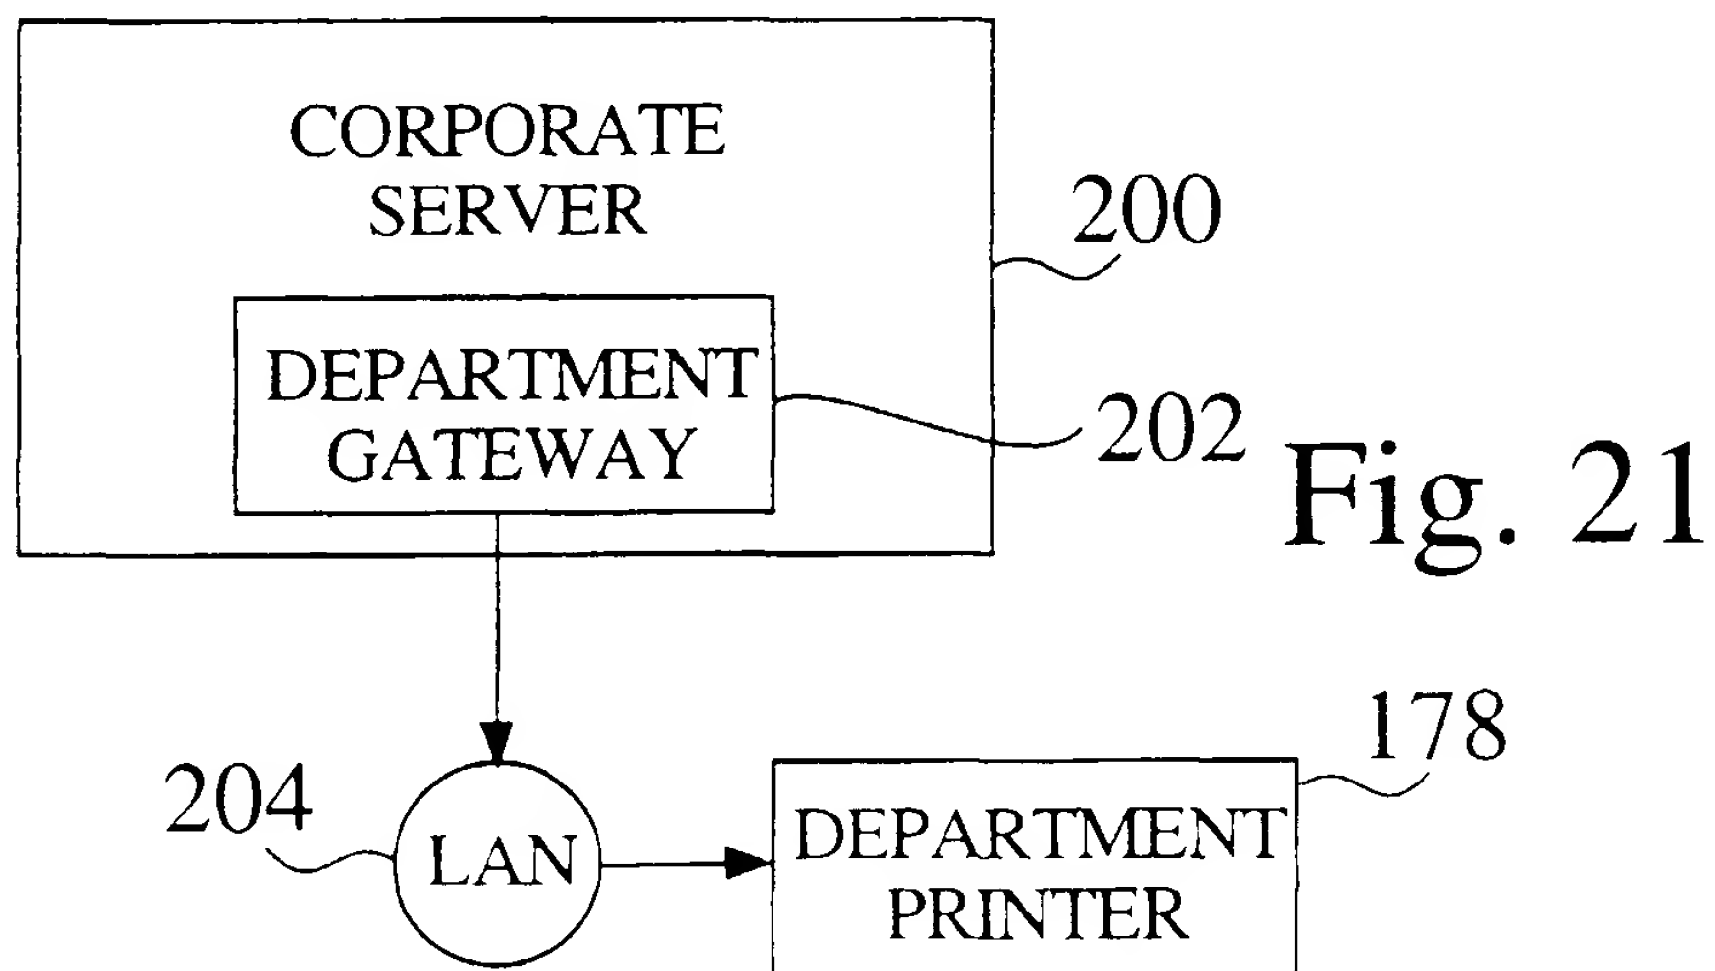 CORPORATE
SERVER
200
DEPARTMENT
GATEWAY
202
Fig. 21
178
204
LAN
DEPARTMENT
PRINTER